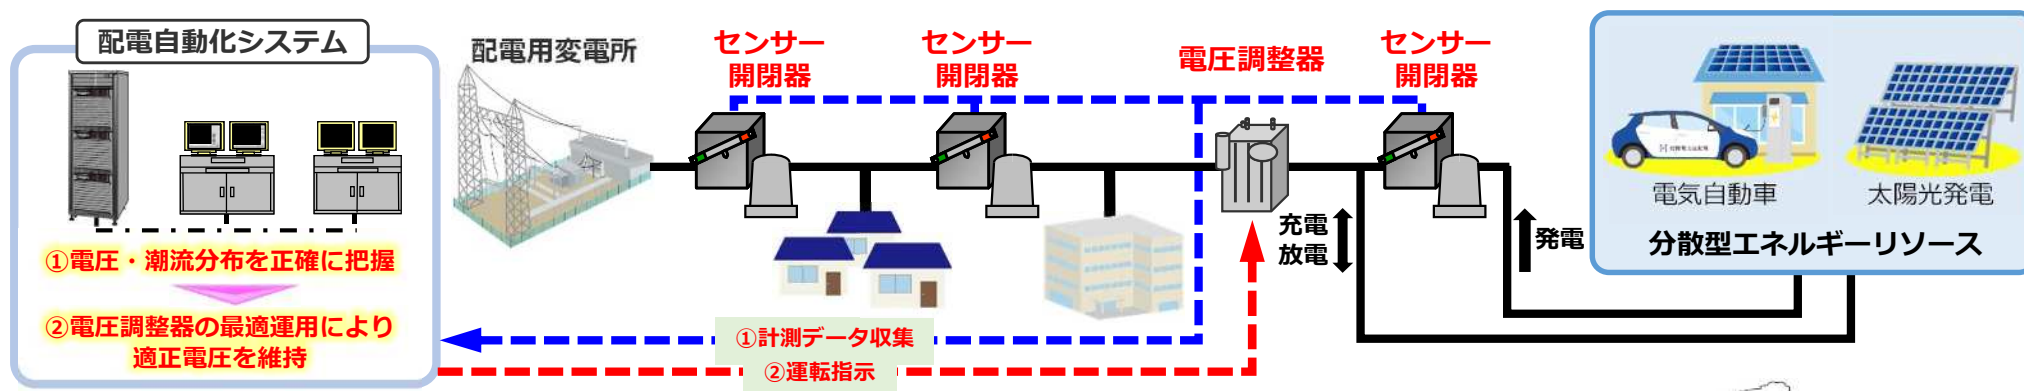 配電自動化システム
①電圧・潮流分布を正確に把握
②電圧調整器の最適運用により
適正電圧を維持
配電用変電所
センサー
開閉器
センサー
開閉器
電圧調整器
センサー
開閉器
①計測データ収集
②運転指示
充電
放電
発電
電気自動車
太陽光発電
分散型エネルギーリソース